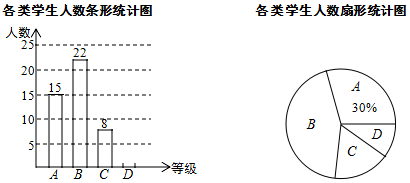 各类学生人数条形统计图
人数
25
20
15
10
5
15
22
8
A B C D
等级
各类学生人数扇形统计图
A
30%
B
C
D